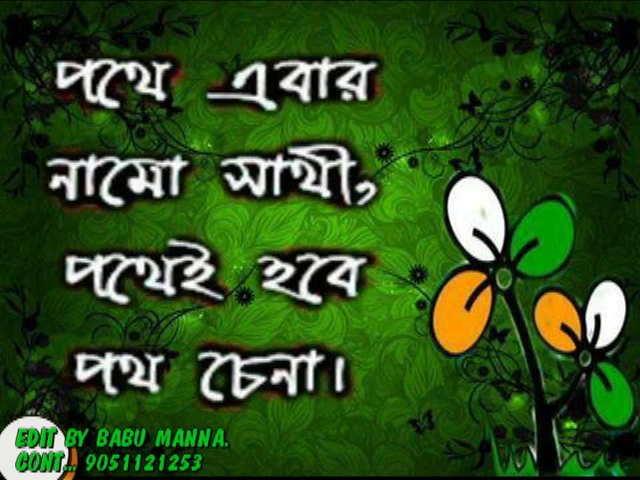 পথে এবার
নামো সাথী,
পথেই হবে
পথ চেনা।
EDIT BY BABU MANNA.
CONT... 9051121253